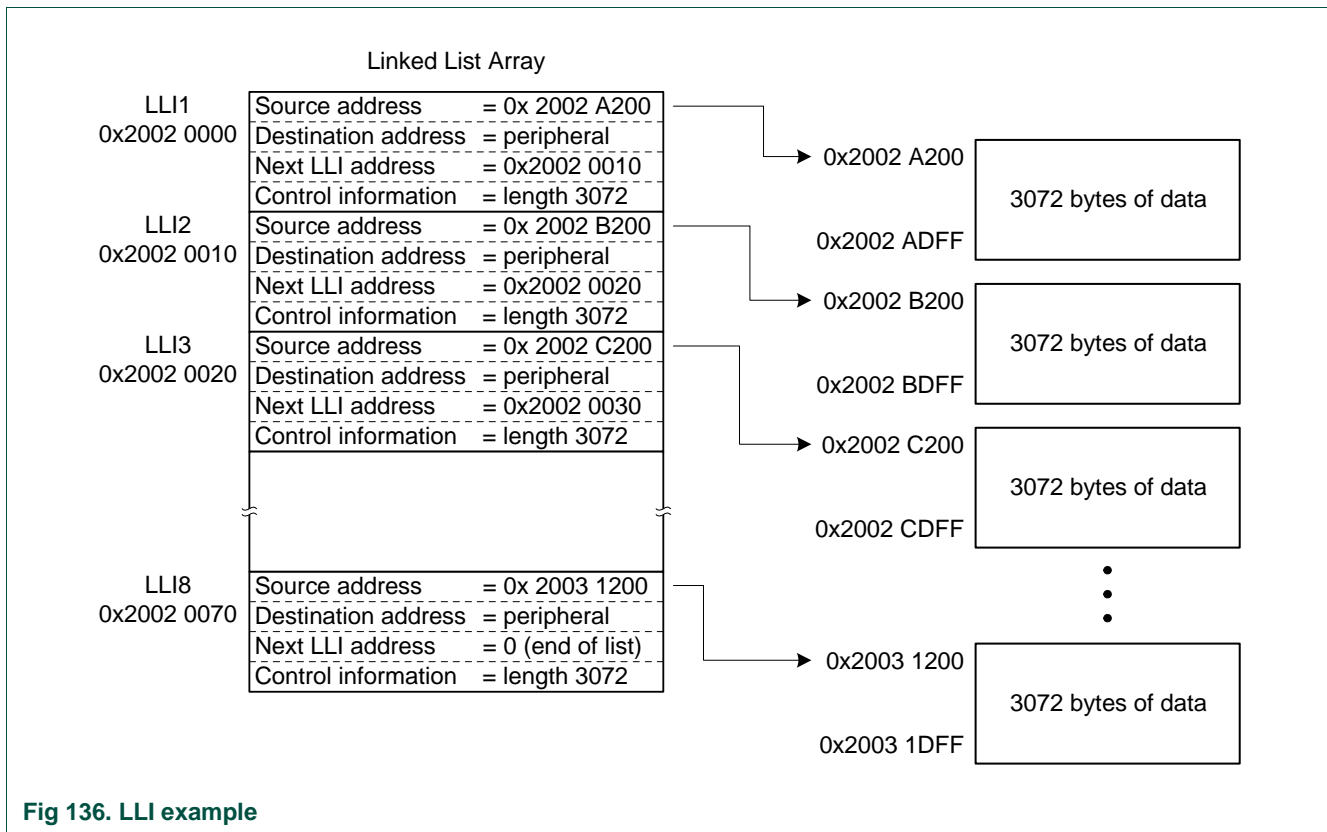 Linked List Array
LLI1
0x2002 0000
Source address = 0x 2002 A200
Destination address = peripheral
Next LLI address = 0x2002 0010
Control information = length 3072
LLI2
0x2002 0010
Source address = 0x 2002 B200
Destination address = peripheral
Next LLI address = 0x2002 0020
Control information = length 3072
LLI3
0x2002 0020
Source address = 0x 2002 C200
Destination address = peripheral
Next LLI address = 0x2002 0030
Control information = length 3072
LLI8
0x2002 0070
Source address = 0x 2003 1200
Destination address = peripheral
Next LLI address = 0 (end of list)
Control information = length 3072
0x2002 A200
3072 bytes of data
0x2002 ADFF
0x2002 B200
3072 bytes of data
0x2002 BDFF
0x2002 C200
3072 bytes of data
0x2002 CDFF
0x2003 1200
3072 bytes of data
0x2003 1DFF
Fig 136. LLI example